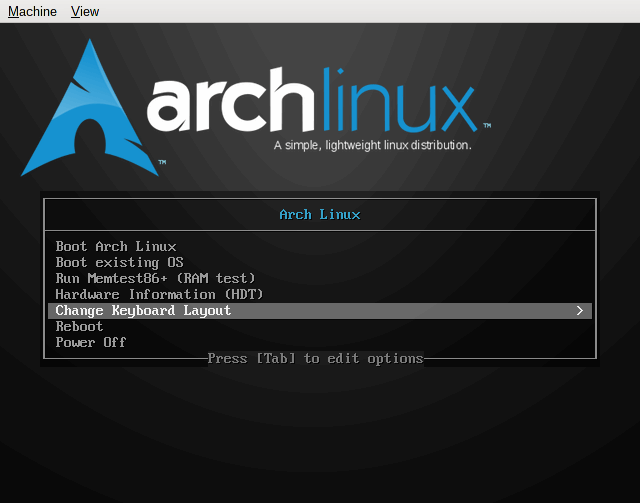 Machine View
archlinux™
A simple, lightweight linux distribution.
™
Arch Linux
Boot Arch Linux
Boot existing OS
Run Memtest86+ (RAM test)
Hardware Information (HDT)
Change Keyboard Layout >
Reboot
Power Off
Press [Tab] to edit options